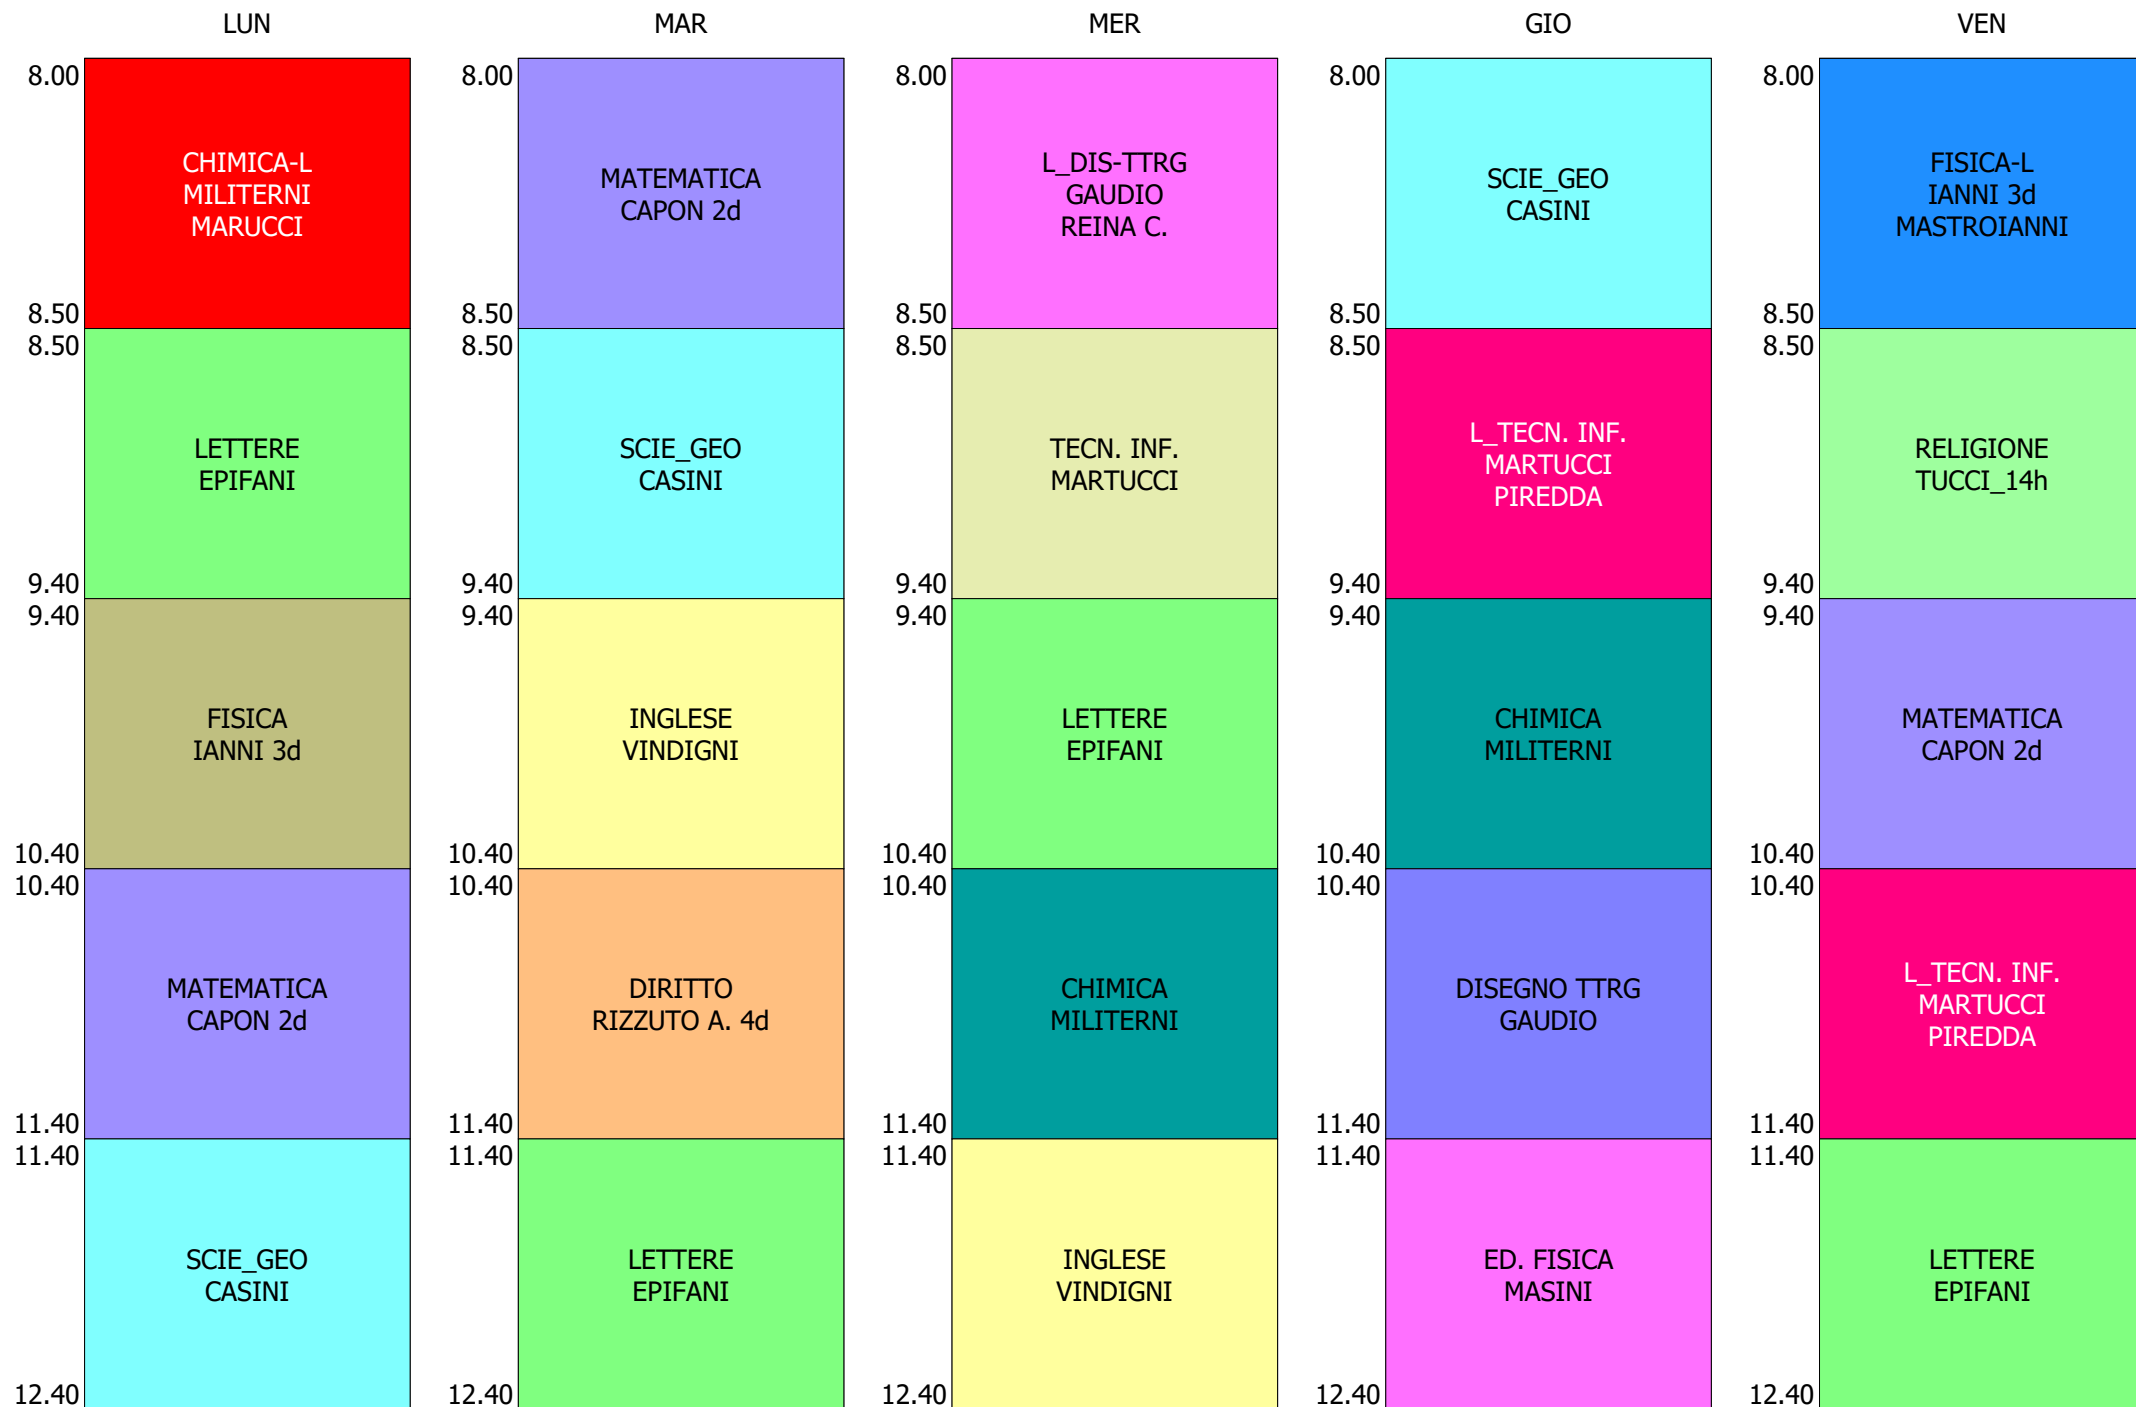 LUN MAR MER GIO VEN
8.00 8.00 8.00 8.00 8.00
CHIMICA-L
MILITERNI
MARUCCI
MATEMATICA
CAPON 2d
L_DIS-TTRG
GAUDIO
REINA C.
SCIE_GEO
CASINI
FISICA-L
IANNI 3d
MASTROIANNI
8.50 8.50 8.50 8.50 8.50
8.50 8.50 8.50 8.50 8.50
LETTERE
EPIFANI
SCIE_GEO
CASINI
TECN. INF.
MARTUCCI
L_TECN. INF.
MARTUCCI
PIREDDA
RELIGIONE
TUCCI_14h
9.40 9.40 9.40 9.40 9.40
9.40 9.40 9.40 9.40 9.40
FISICA
IANNI 3d
INGLESE
VINDIGNI
LETTERE
EPIFANI
CHIMICA
MILITERNI
MATEMATICA
CAPON 2d
10.40 10.40 10.40 10.40 10.40
10.40 10.40 10.40 10.40 10.40
MATEMATICA
CAPON 2d
DIRITTO
RIZZUTO A. 4d
CHIMICA
MILITERNI
DISEGNO TTRG
GAUDIO
L_TECN. INF.
MARTUCCI
PIREDDA
11.40 11.40 11.40 11.40 11.40
11.40 11.40 11.40 11.40 11.40
SCIE_GEO
CASINI
LETTERE
EPIFANI
INGLESE
VINDIGNI
ED. FISICA
MASINI
LETTERE
EPIFANI
12.40 12.40 12.40 12.40 12.40